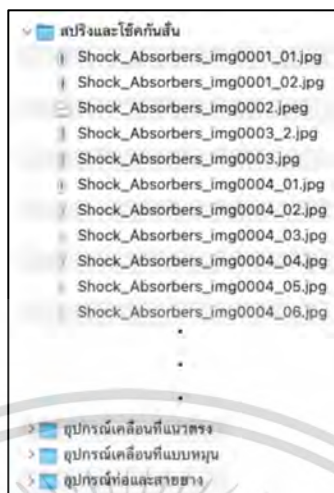 สปริงและโช้คกันสั่น
Shock_Absorbers_img0001_01.jpg
Shock_Absorbers_img0001_02.jpg
Shock_Absorbers_img0002.jpeg
Shock_Absorbers_img0003_2.jpg
Shock_Absorbers_img0003.jpg
Shock_Absorbers_img0004_01.jpg
Shock_Absorbers_img0004_02.jpg
Shock_Absorbers_img0004_03.jpg
Shock_Absorbers_img0004_04.jpg
Shock_Absorbers_img0004_05.jpg
Shock_Absorbers_img0004_06.jpg
.
.
.
อุปกรณ์เคลื่อนที่แนวตรง
อุปกรณ์เคลื่อนที่แบบหมุน
อุปกรณ์ท่อและสายยาง